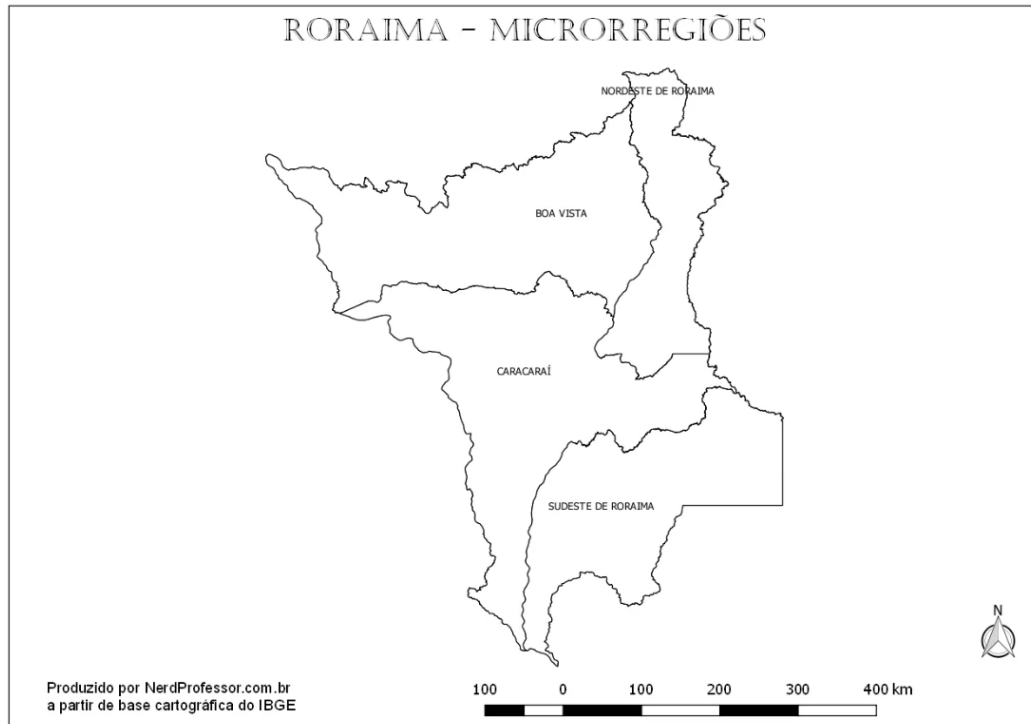 RORAIMA - MICRORREGIÕES
NORDESTE DE RORAIMA
BOA VISTA
CARACARAÍ
SUDESTE DE RORAIMA
N
Produzido por NerdProfessor.com.br
a partir de base cartográfica do IBGE
100 0 100 200 300 400 km